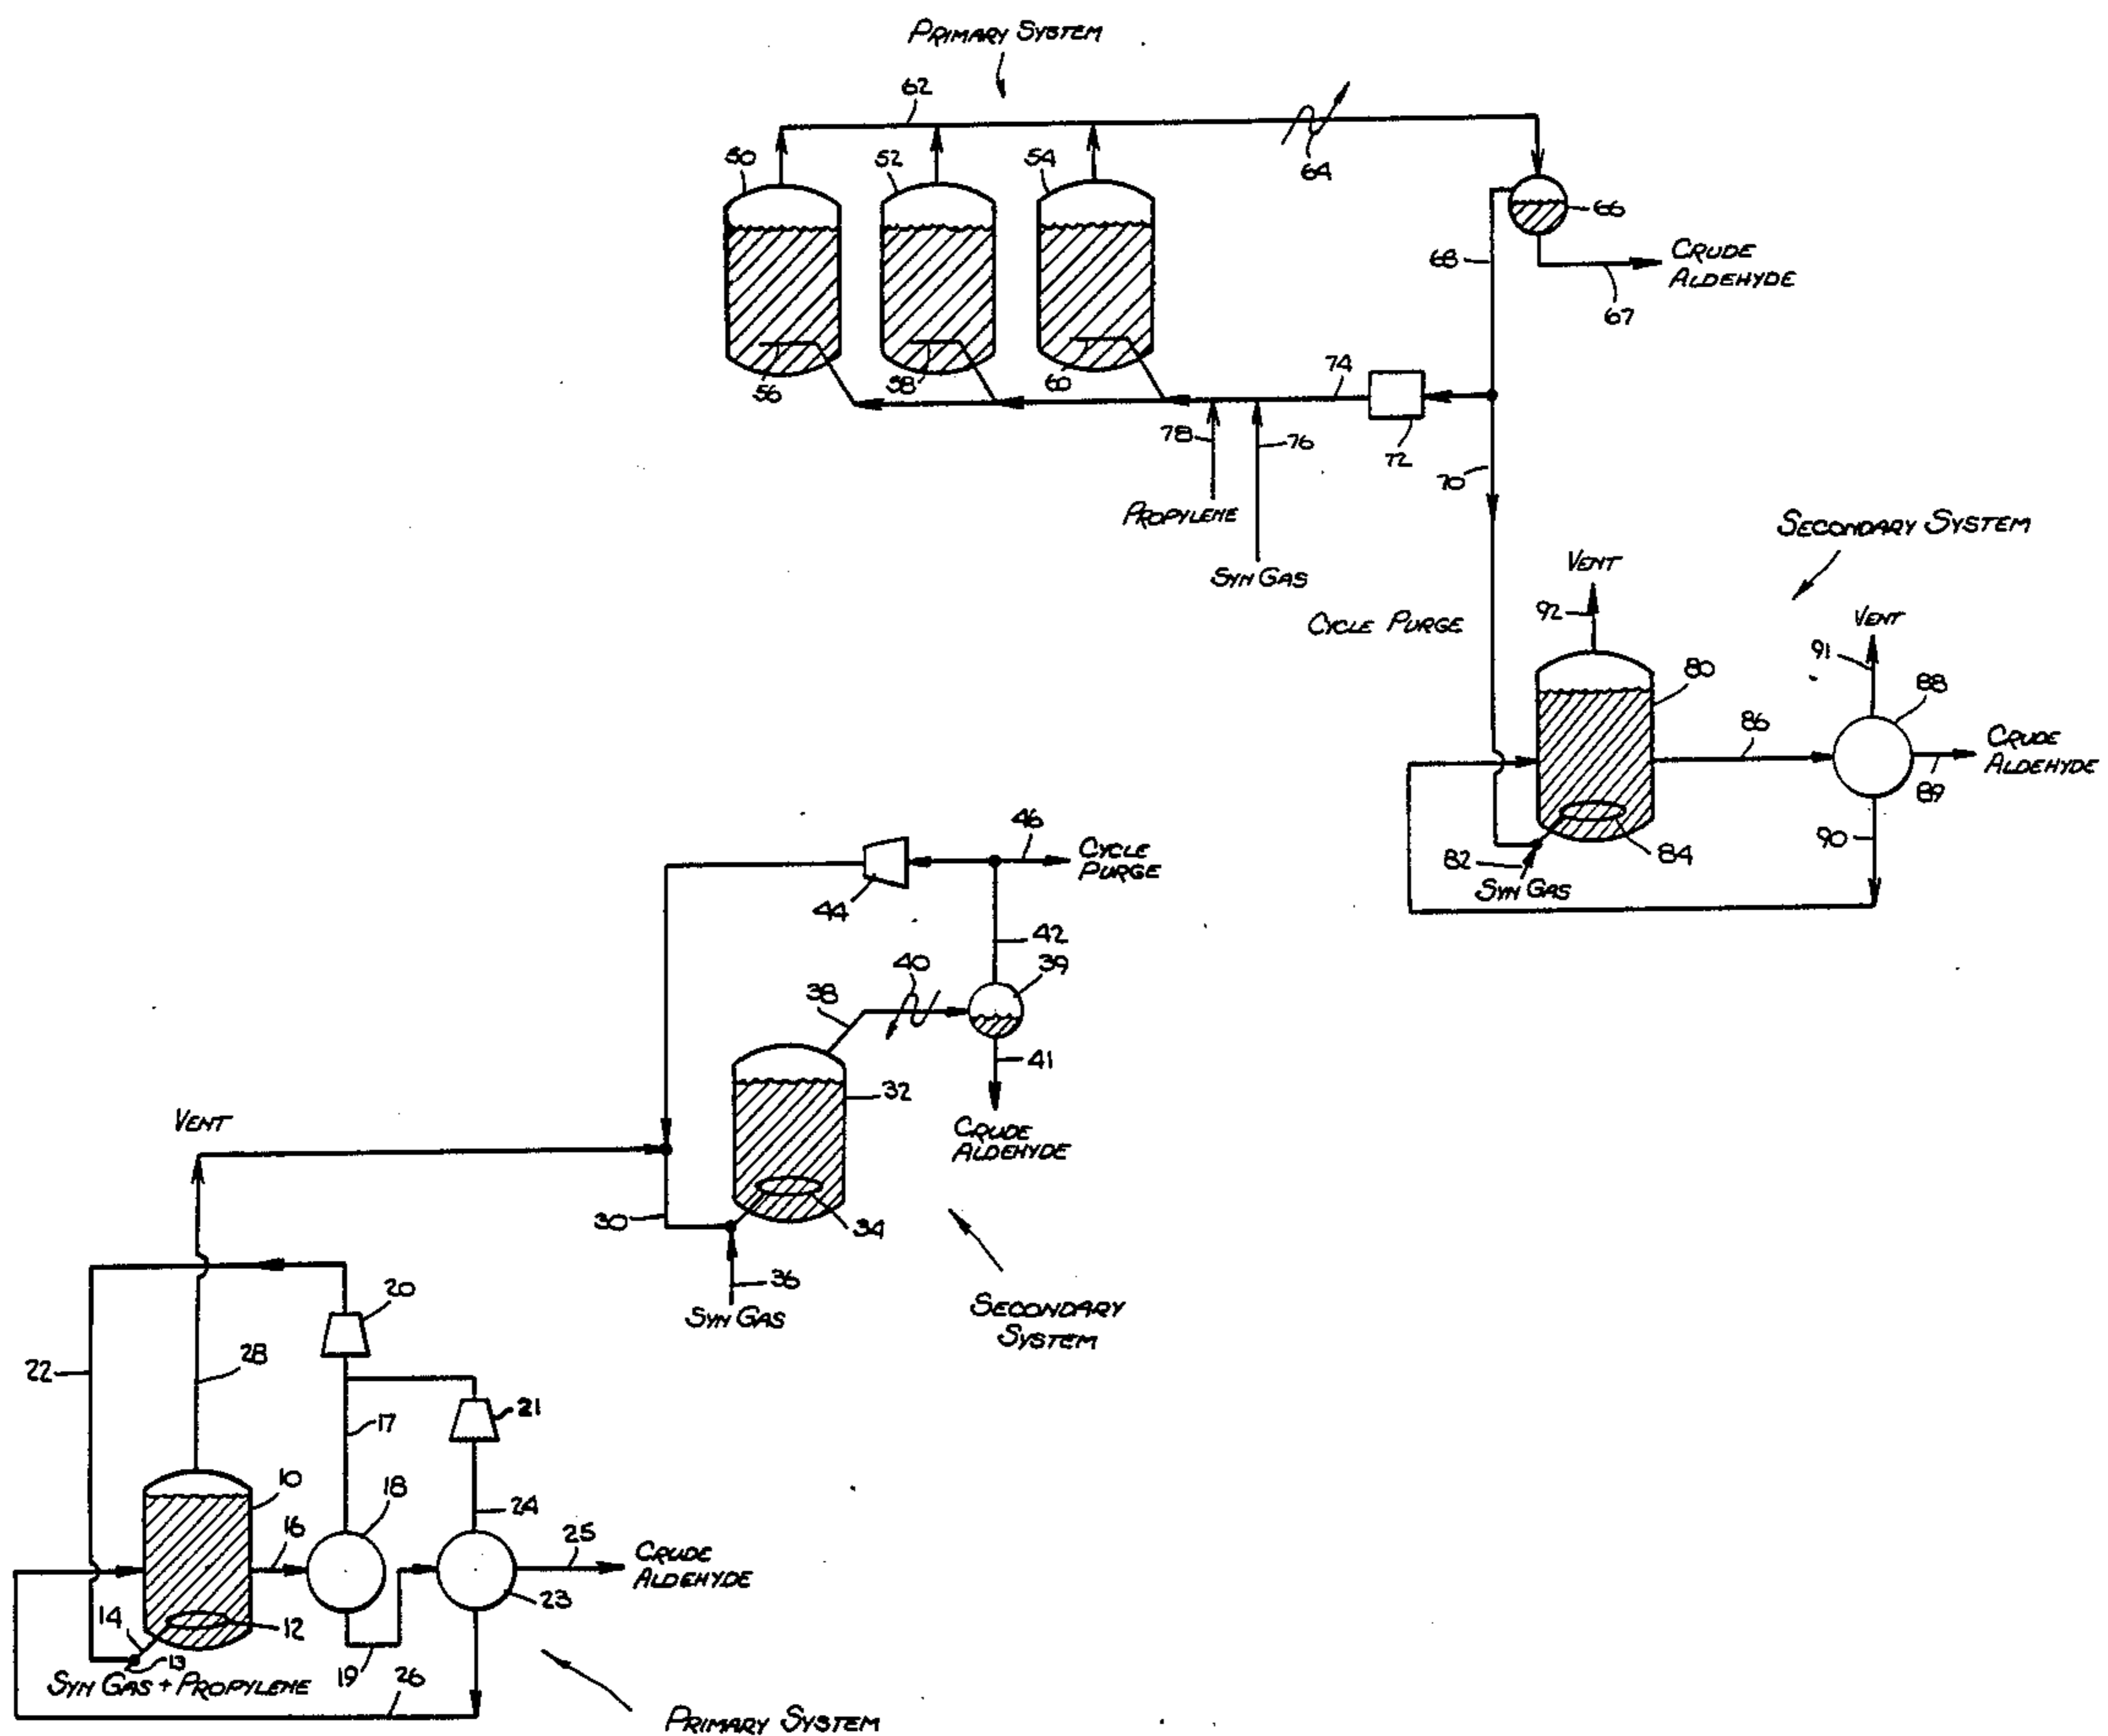 PRIMARY SYSTEM
62
50
52
54
64
66
68
CRUDE
ALDEHYDE
67
56
58
60
74
72
78
76
70
PROPYLENE
SYN GAS
SECONDARY SYSTEM
VENT
92
CYCLE PURGE
VENT
91
80
88
86
CRUDE
ALDEHYDE
89
84
90
82
SYN GAS
46
CYCLE
PURGE
44
42
40
39
38
41
32
CRUDE
ALDEHYDE
VENT
30
34
36
SYN GAS
SECONDARY
SYSTEM
20
22
28
21
17
10
18
24
16
25
CRUDE
ALDEHYDE
23
14
12
13
19
SYN GAS + PROPYLENE
26
PRIMARY SYSTEM